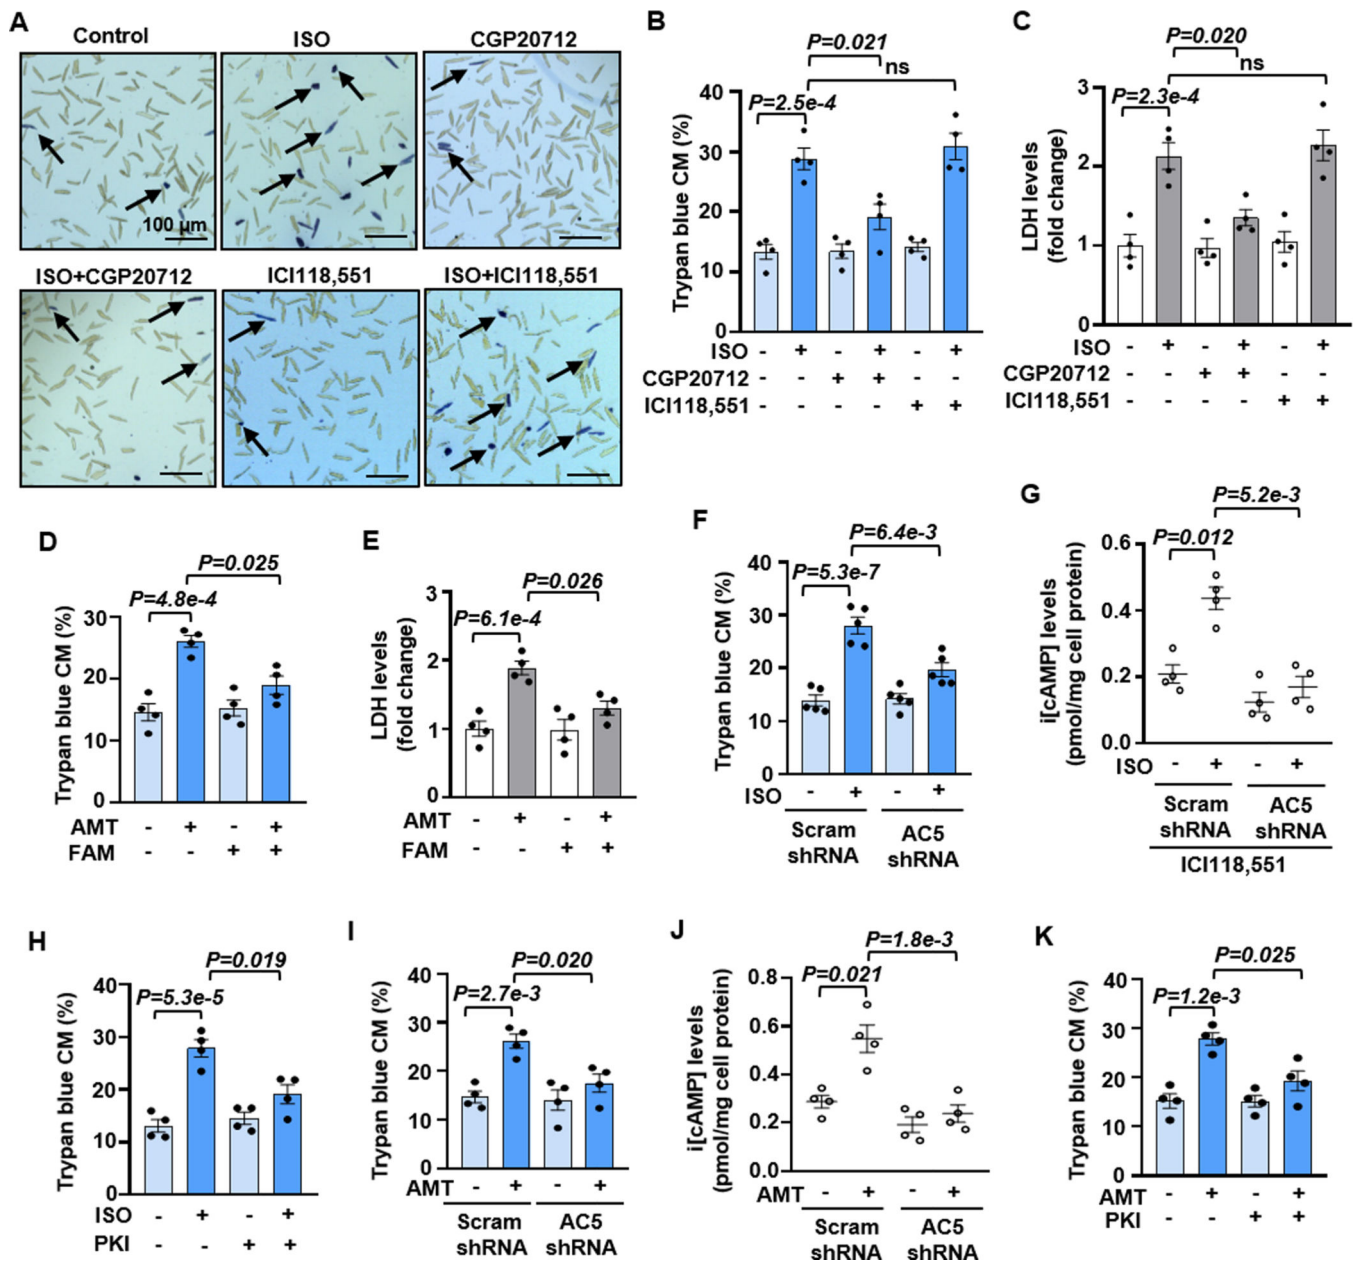 A
Control
ISO
CGP20712
100 µm
ISO+CGP20712
ICI118,551
ISO+ICI118,551
B
P=0.021
ns
P=2.5e-4
Trypan blue CM (%)
40
30
20
10
0
ISO - + - + - +
CGP20712 - - + + - -
ICI118,551 - - - - + +
C
P=0.020
ns
P=2.3e-4
LDH levels
(fold change)
3
2
1
0
ISO - + - + - +
CGP20712 - - + + - -
ICI118,551 - - - - + +
D
P=0.025
P=4.8e-4
Trypan blue CM (%)
30
20
10
0
AMT - + - +
FAM - - + +
E
P=0.026
P=6.1e-4
LDH levels
(fold change)
3
2
1
0
AMT - + - +
FAM - - + +
F
P=6.4e-3
P=5.3e-7
Trypan blue CM (%)
40
30
20
10
0
ISO - + - +
Scram AC5
shRNA shRNA
G
P=5.2e-3
P=0.012
i[cAMP] levels
(pmol/mg cell protein)
0.6
0.4
0.2
0.0
ISO - + - +
Scram AC5
shRNA shRNA
ICI118,551
H
P=0.019
P=5.3e-5
Trypan blue CM (%)
40
30
20
10
0
ISO - + - +
PKI - - + +
I
P=0.020
P=2.7e-3
Trypan blue CM (%)
40
30
20
10
0
AMT - + - +
Scram AC5
shRNA shRNA
J
P=1.8e-3
P=0.021
i[cAMP] levels
(pmol/mg cell protein)
0.8
0.6
0.4
0.2
0.0
AMT - + - +
Scram AC5
shRNA shRNA
K
P=0.025
P=1.2e-3
Trypan blue CM (%)
40
30
20
10
0
AMT - + - +
PKI - - + +